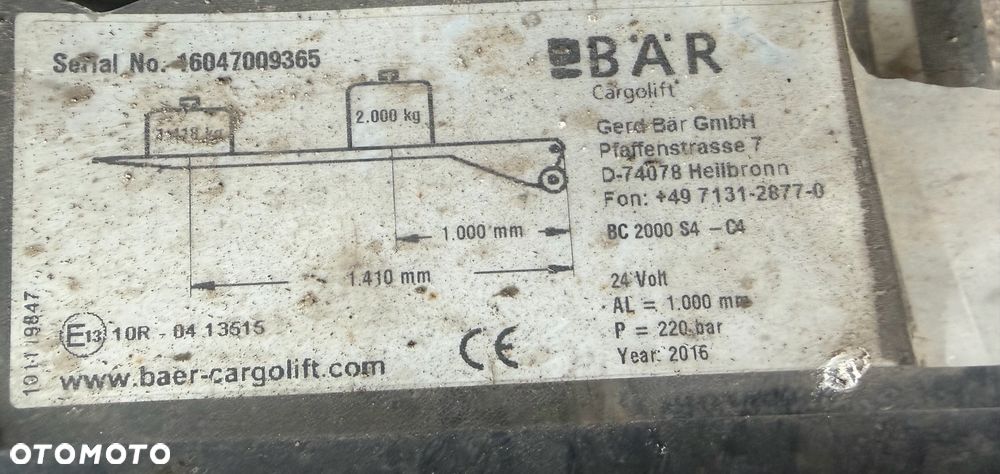 Serial No. 16047009365
BÄR
Cargolift
2.000 kg
Gerd Bär GmbH
Pfaffenstrasse 7
D-74078 Heilbronn
Fon: +49 7131-2877-0
1.000 mm
BC 2000 S4 - C4
1.410 mm
24 Volt
AL = 1.000 mm
P = 220 bar
Year: 2016
E13 10R - 04 13515
CE
www.baer-cargolift.com
OTOMOTO